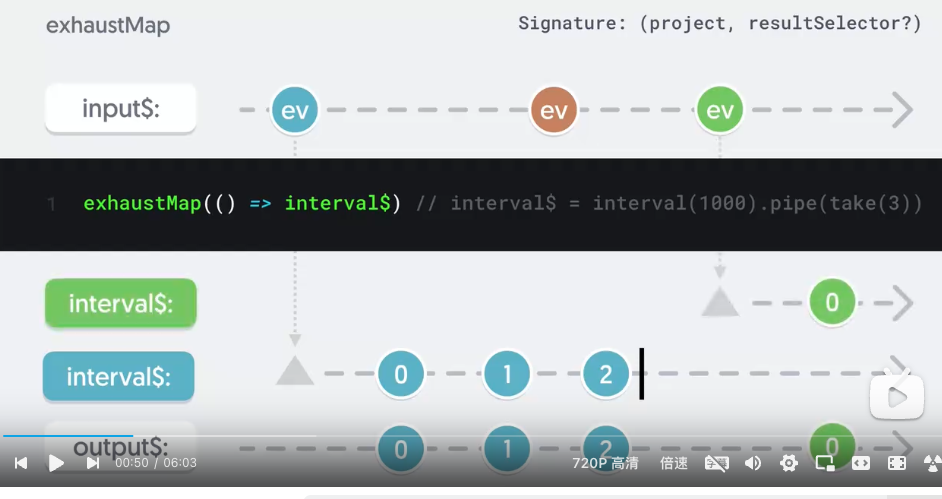 exhaustMap
Signature: (project, resultSelector?)
input$:
ev
ev
ev
1 exhaustMap(() => interval$) // interval$ = interval(1000).pipe(take(3))
interval$:
0
interval$:
0
1
2
output$:
0
1
2
0
00:50 / 06:03
720P 高清
倍速